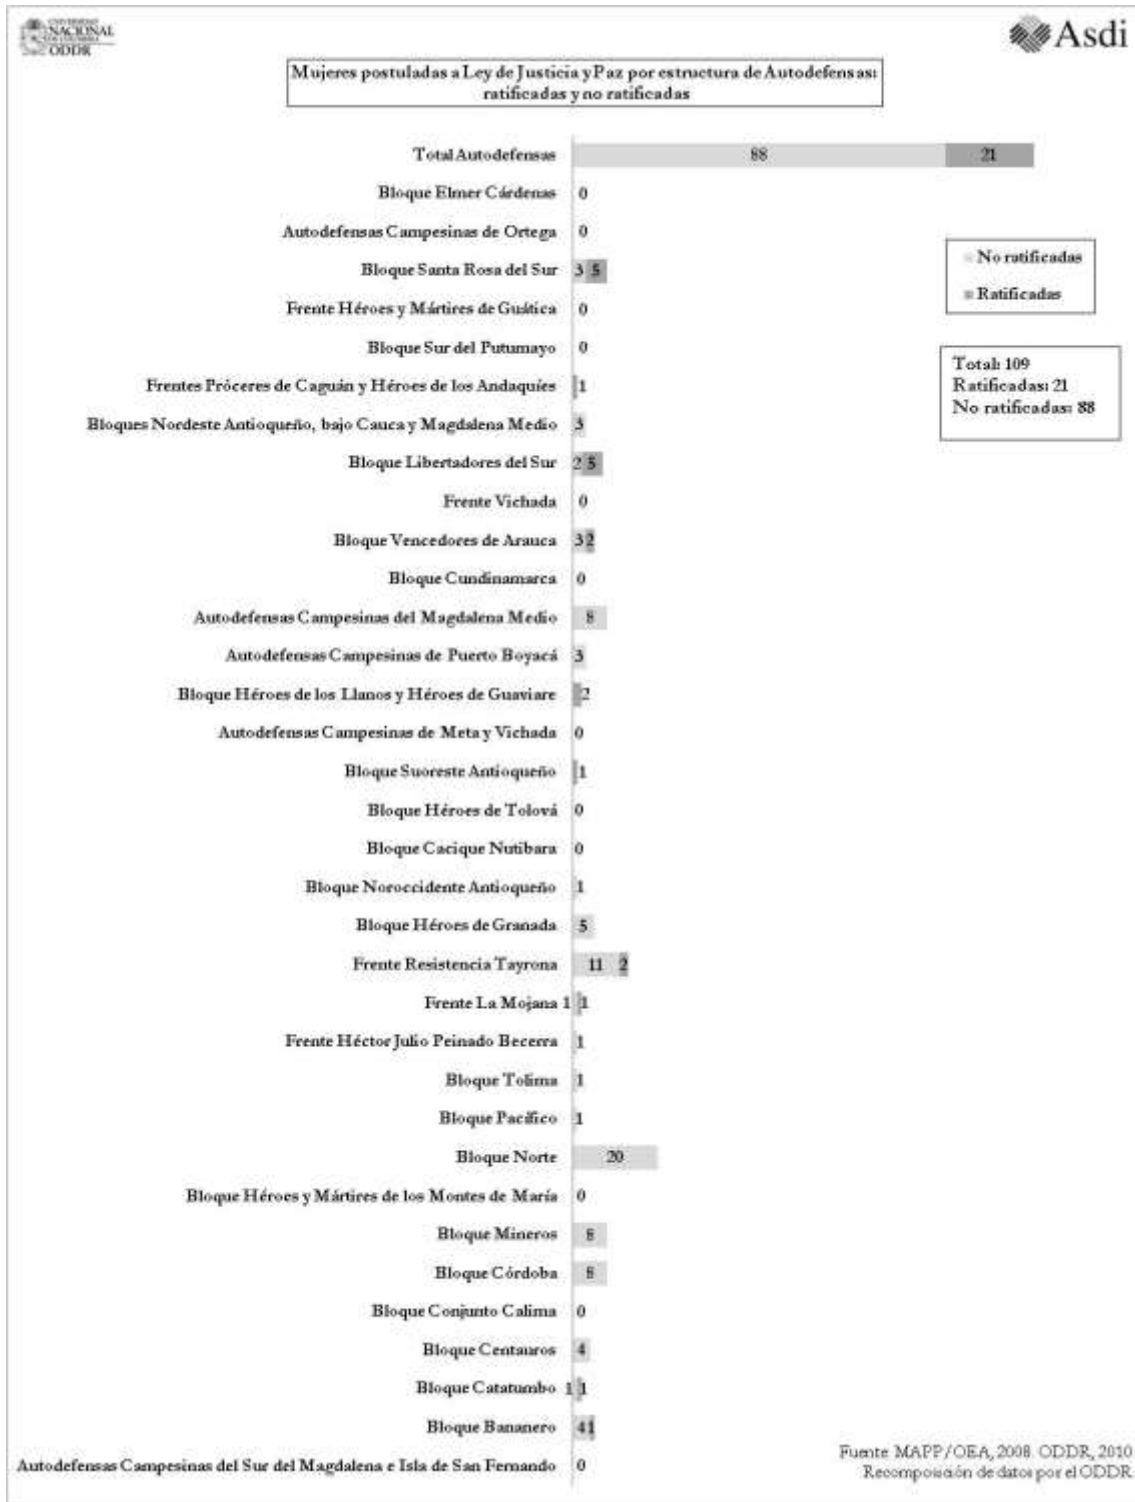 UNIVERSIDAD
NACIONAL
DE COLOMBIA
ODDR
Asdi
Mujeres postuladas a Ley de Justicia y Paz por estructura de Autodefensas:
ratificadas y no ratificadas
Total Autodefensas 88 21
Bloque Elmer Cárdenas 0
Autodefensas Campesinas de Ortega 0
Bloque Santa Rosa del Sur 3 5
Frente Héroes y Mártires de Guática 0
Bloque Sur del Putumayo 0
Frentes Próceres de Caguán y Héroes de los Andaquíes 1
Bloques Nordeste Antioqueño, bajo Cauca y Magdalena Medio 3
Bloque Libertadores del Sur 2 5
Frente Vichada 0
Bloque Vencedores de Arauca 3 2
Bloque Cundinamarca 0
Autodefensas Campesinas del Magdalena Medio 8
Autodefensas Campesinas de Puerto Boyacá 3
Bloque Héroes de los Llanos y Héroes de Guaviare 2
Autodefensas Campesinas de Meta y Vichada 0
Bloque Suoreste Antioqueño 1
Bloque Héroes de Tolová 0
Bloque Cacique Nutibara 0
Bloque Noroccidente Antioqueño 1
Bloque Héroes de Granada 5
Frente Resistencia Tayrona 11 2
Frente La Mojana 1 1
Frente Héctor Julio Peinado Becerra 1
Bloque Tolima 1
Bloque Pacífico 1
Bloque Norte 20
Bloque Héroes y Mártires de los Montes de María 0
Bloque Mineros 8
Bloque Córdoba 8
Bloque Conjunto Calima 0
Bloque Centauros 4
Bloque Catatumbo 1 1
Bloque Bananero 4 1
Autodefensas Campesinas del Sur del Magdalena e Isla de San Fernando 0
No ratificadas
Ratificadas
Total: 109
Ratificadas: 21
No ratificadas: 88
Fuente MAPP/OEA, 2008. ODDR, 2010
Recomposición de datos por el ODDR